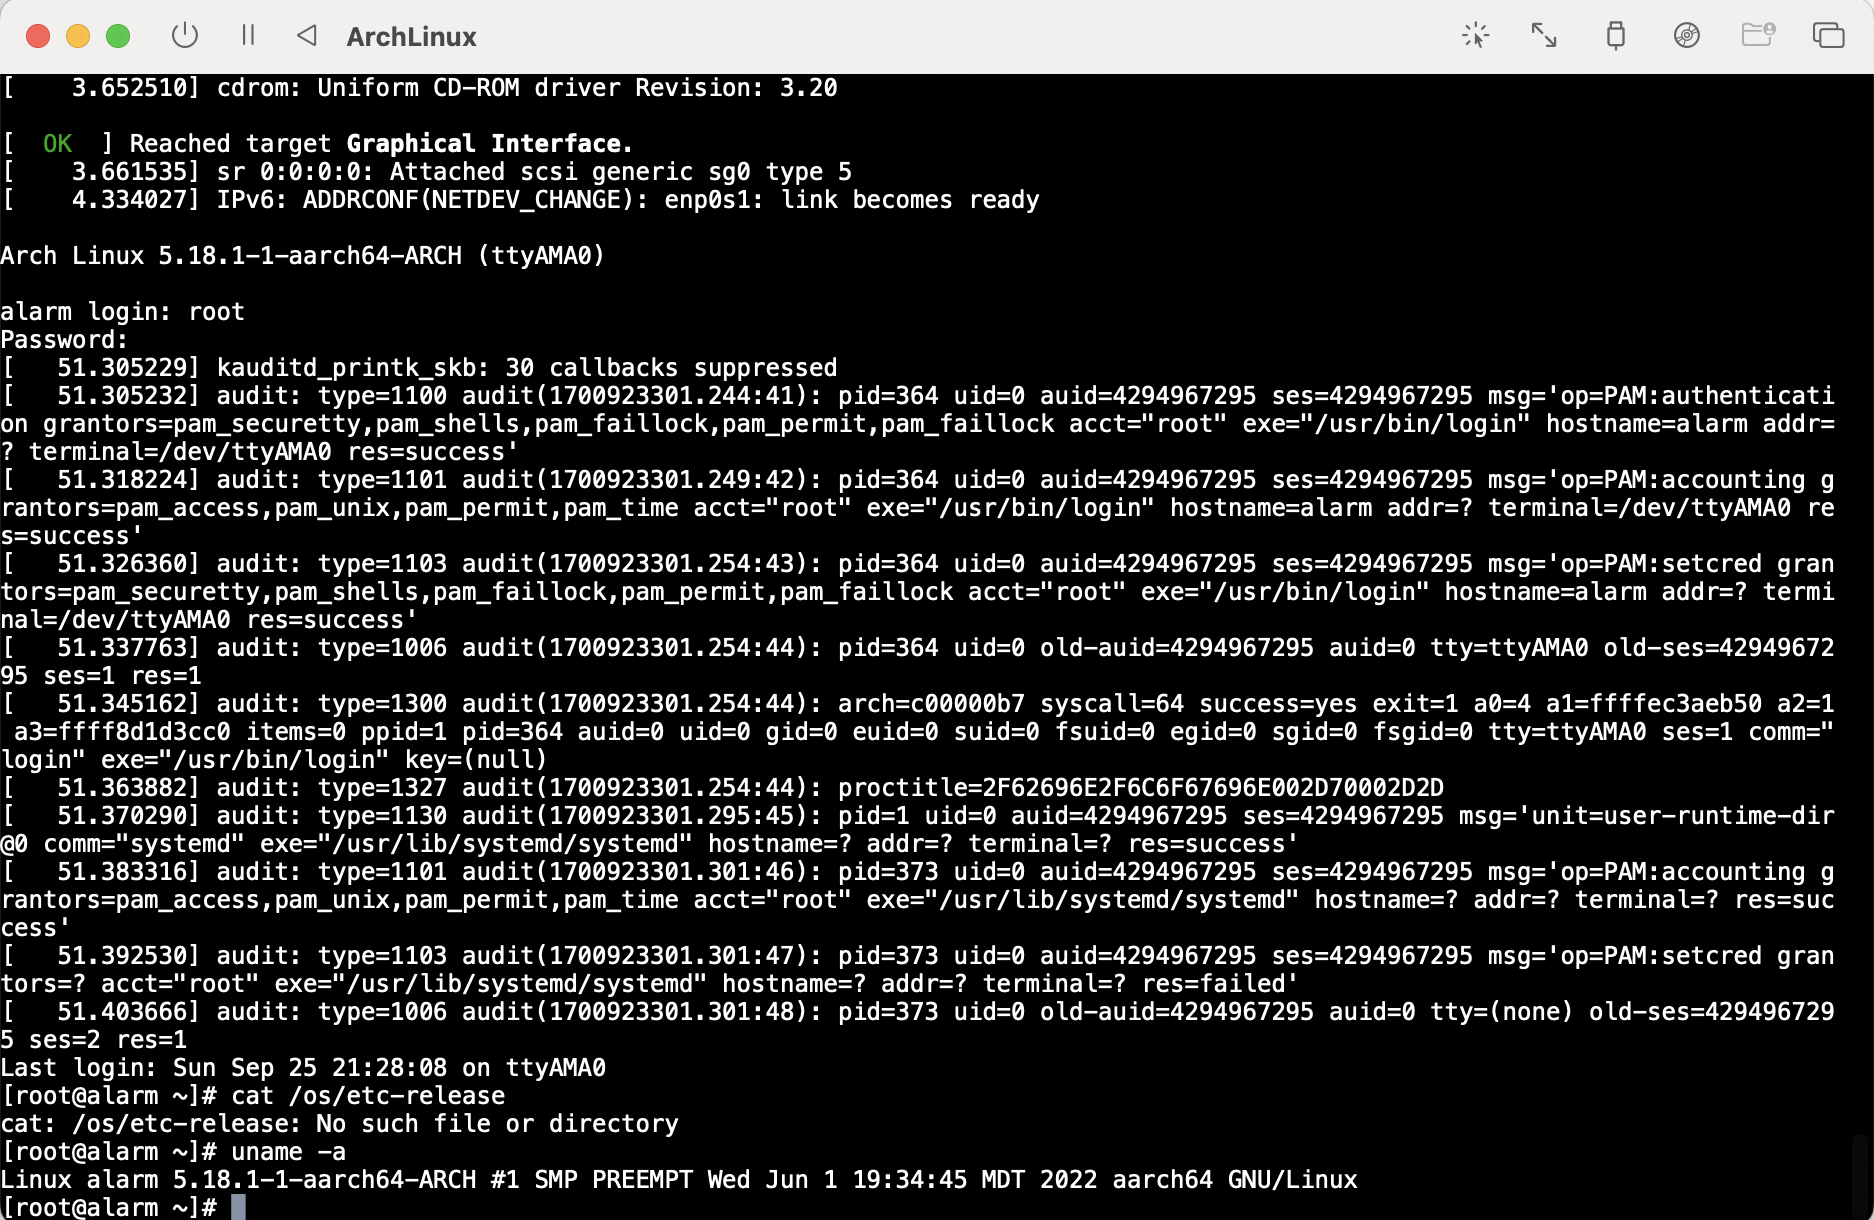 ArchLinux
[    3.652510] cdrom: Uniform CD-ROM driver Revision: 3.20
[  OK  ] Reached target Graphical Interface.
[    3.661535] sr 0:0:0:0: Attached scsi generic sg0 type 5
[    4.334027] IPv6: ADDRCONF(NETDEV_CHANGE): enp0s1: link becomes ready
Arch Linux 5.18.1-1-aarch64-ARCH (ttyAMA0)
alarm login: root
Password:
[   51.305229] kauditd_printk_skb: 30 callbacks suppressed
[   51.305232] audit: type=1100 audit(1700923301.244:41): pid=364 uid=0 auid=4294967295 ses=4294967295 msg='op=PAM:authenticati
on grantors=pam_securetty,pam_shells,pam_faillock,pam_permit,pam_faillock acct="root" exe="/usr/bin/login" hostname=alarm addr=
? terminal=/dev/ttyAMA0 res=success'
[   51.318224] audit: type=1101 audit(1700923301.249:42): pid=364 uid=0 auid=4294967295 ses=4294967295 msg='op=PAM:accounting g
rantors=pam_access,pam_unix,pam_permit,pam_time acct="root" exe="/usr/bin/login" hostname=alarm addr=? terminal=/dev/ttyAMA0 re
s=success'
[   51.326360] audit: type=1103 audit(1700923301.254:43): pid=364 uid=0 auid=4294967295 ses=4294967295 msg='op=PAM:setcred gran
tors=pam_securetty,pam_shells,pam_faillock,pam_permit,pam_faillock acct="root" exe="/usr/bin/login" hostname=alarm addr=? termi
nal=/dev/ttyAMA0 res=success'
[   51.337763] audit: type=1006 audit(1700923301.254:44): pid=364 uid=0 old-auid=4294967295 auid=0 tty=ttyAMA0 old-ses=42949672
95 ses=1 res=1
[   51.345162] audit: type=1300 audit(1700923301.254:44): arch=c00000b7 syscall=64 success=yes exit=1 a0=4 a1=ffffec3aeb50 a2=1
 a3=ffff8d1d3cc0 items=0 ppid=1 pid=364 auid=0 uid=0 gid=0 euid=0 suid=0 fsuid=0 egid=0 sgid=0 fsgid=0 tty=ttyAMA0 ses=1 comm="
login" exe="/usr/bin/login" key=(null)
[   51.363882] audit: type=1327 audit(1700923301.254:44): proctitle=2F62696E2F6C6F67696E002D70002D2D
[   51.370290] audit: type=1130 audit(1700923301.295:45): pid=1 uid=0 auid=4294967295 ses=4294967295 msg='unit=user-runtime-dir
@0 comm="systemd" exe="/usr/lib/systemd/systemd" hostname=? addr=? terminal=? res=success'
[   51.383316] audit: type=1101 audit(1700923301.301:46): pid=373 uid=0 auid=4294967295 ses=4294967295 msg='op=PAM:accounting g
rantors=pam_access,pam_unix,pam_permit,pam_time acct="root" exe="/usr/lib/systemd/systemd" hostname=? addr=? terminal=? res=suc
cess'
[   51.392530] audit: type=1103 audit(1700923301.301:47): pid=373 uid=0 auid=4294967295 ses=4294967295 msg='op=PAM:setcred gran
tors=? acct="root" exe="/usr/lib/systemd/systemd" hostname=? addr=? terminal=? res=failed'
[   51.403666] audit: type=1006 audit(1700923301.301:48): pid=373 uid=0 old-auid=4294967295 auid=0 tty=(none) old-ses=429496729
5 ses=2 res=1
Last login: Sun Sep 25 21:28:08 on ttyAMA0
[root@alarm ~]# cat /os/etc-release
cat: /os/etc-release: No such file or directory
[root@alarm ~]# uname -a
Linux alarm 5.18.1-1-aarch64-ARCH #1 SMP PREEMPT Wed Jun 1 19:34:45 MDT 2022 aarch64 GNU/Linux
[root@alarm ~]#